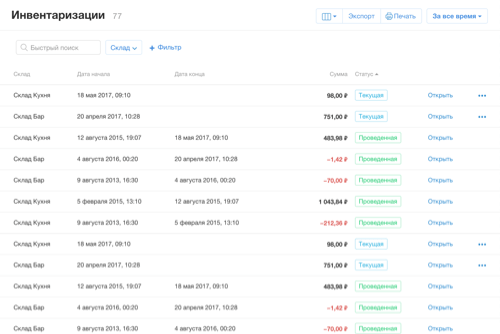 Инвентаризации 77
Экспорт Печать За все время
Быстрый поиск Склад + Фильтр
Склад Дата начала Дата конца Сумма Статус
Склад Кухня 18 мая 2017, 09:10 98,00 ₽ Текущая Открыть
Склад Бар 20 апреля 2017, 10:28 751,00 ₽ Текущая Открыть
Склад Кухня 12 августа 2015, 19:07 18 мая 2017, 09:10 483,98 ₽ Проведенная Открыть
Склад Бар 4 августа 2016, 00:20 20 апреля 2017, 10:28 −1,42 ₽ Проведенная Открыть
Склад Бар 9 августа 2013, 16:30 4 августа 2016, 00:20 −70,00 ₽ Проведенная Открыть
Склад Кухня 5 февраля 2015, 13:10 12 августа 2015, 19:07 1 043,84 ₽ Проведенная Открыть
Склад Кухня 9 августа 2013, 16:30 5 февраля 2015, 13:10 −212,36 ₽ Проведенная Открыть
Склад Кухня 18 мая 2017, 09:10 98,00 ₽ Текущая Открыть
Склад Бар 20 апреля 2017, 10:28 751,00 ₽ Текущая Открыть
Склад Кухня 12 августа 2015, 19:07 18 мая 2017, 09:10 483,98 ₽ Проведенная Открыть
Склад Бар 4 августа 2016, 00:20 20 апреля 2017, 10:28 −1,42 ₽ Проведенная Открыть
Склад Бар 9 августа 2013, 16:30 4 августа 2016, 00:20 −70,00 ₽ Проведенная Открыть